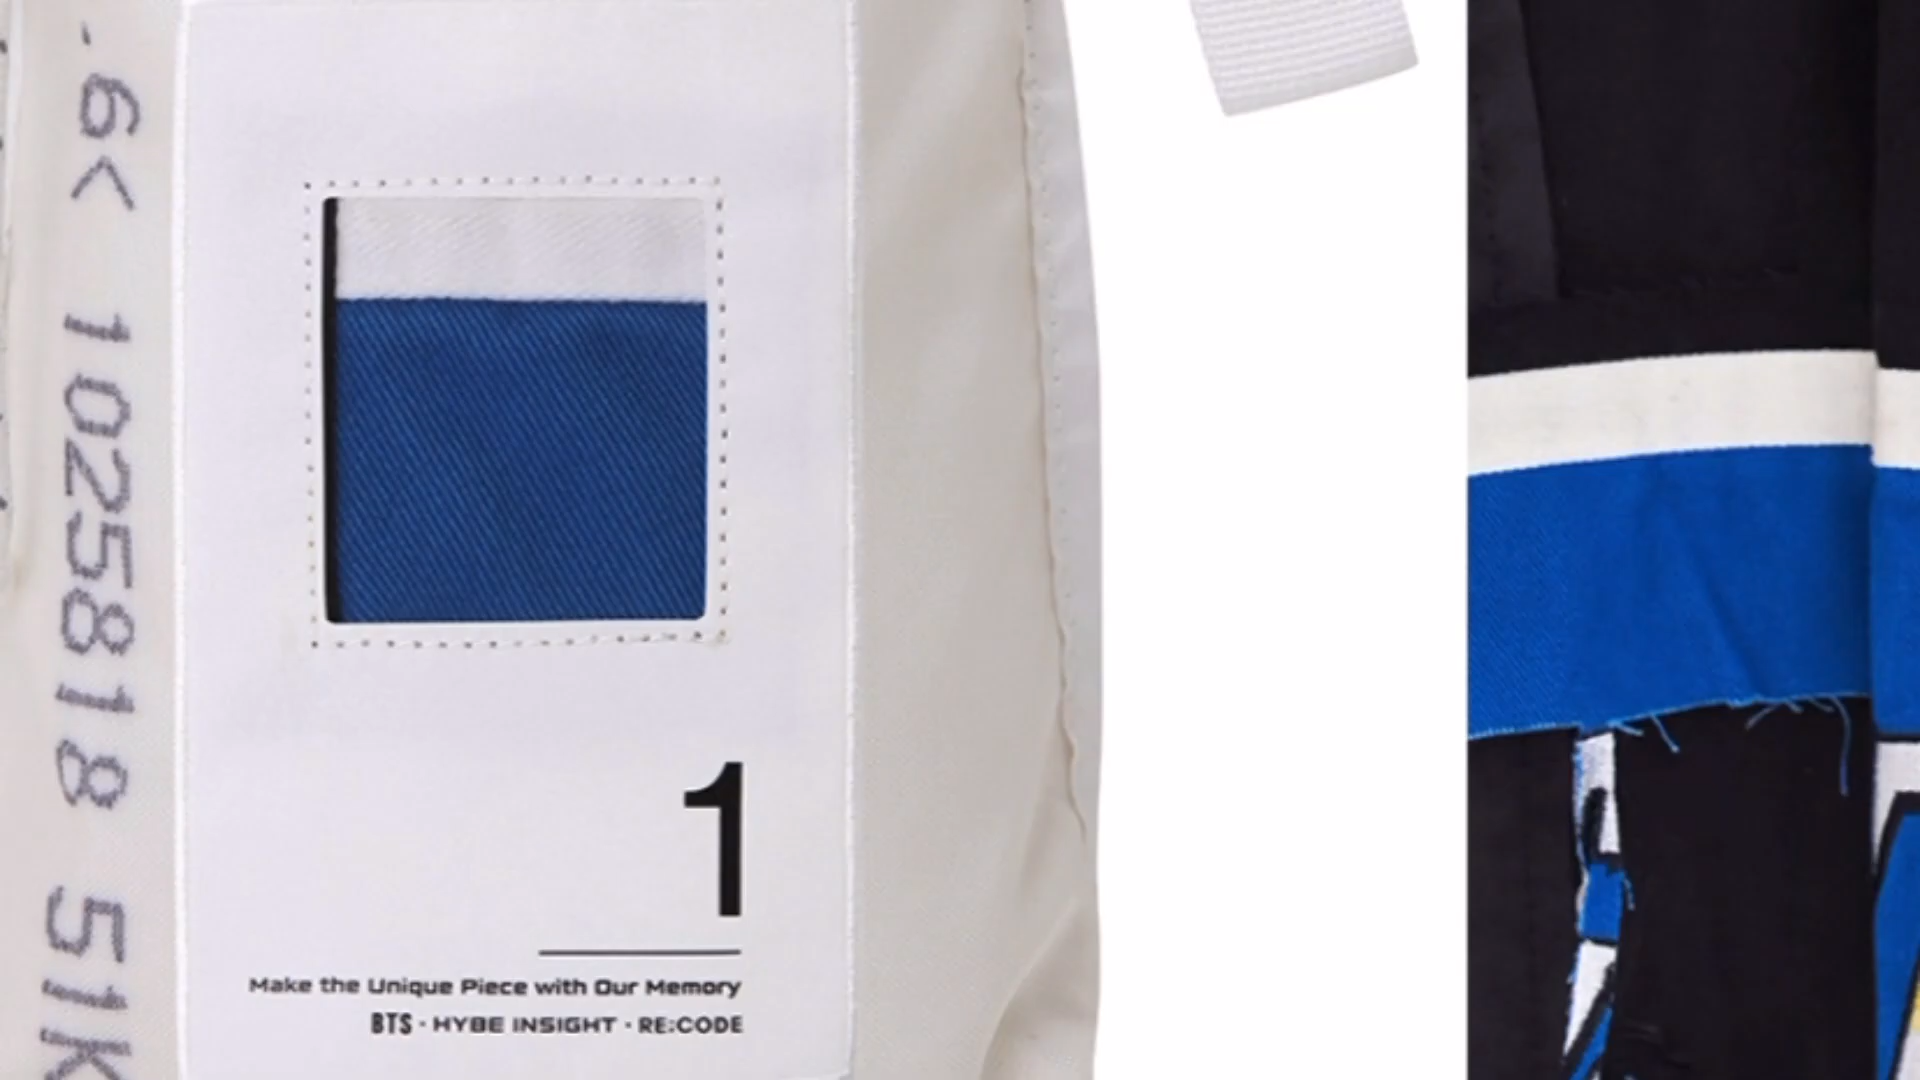 .6< 1025818 51K
1
Make the Unique Piece with Our Memory
BTS · HYBE INSIGHT · RE:CODE